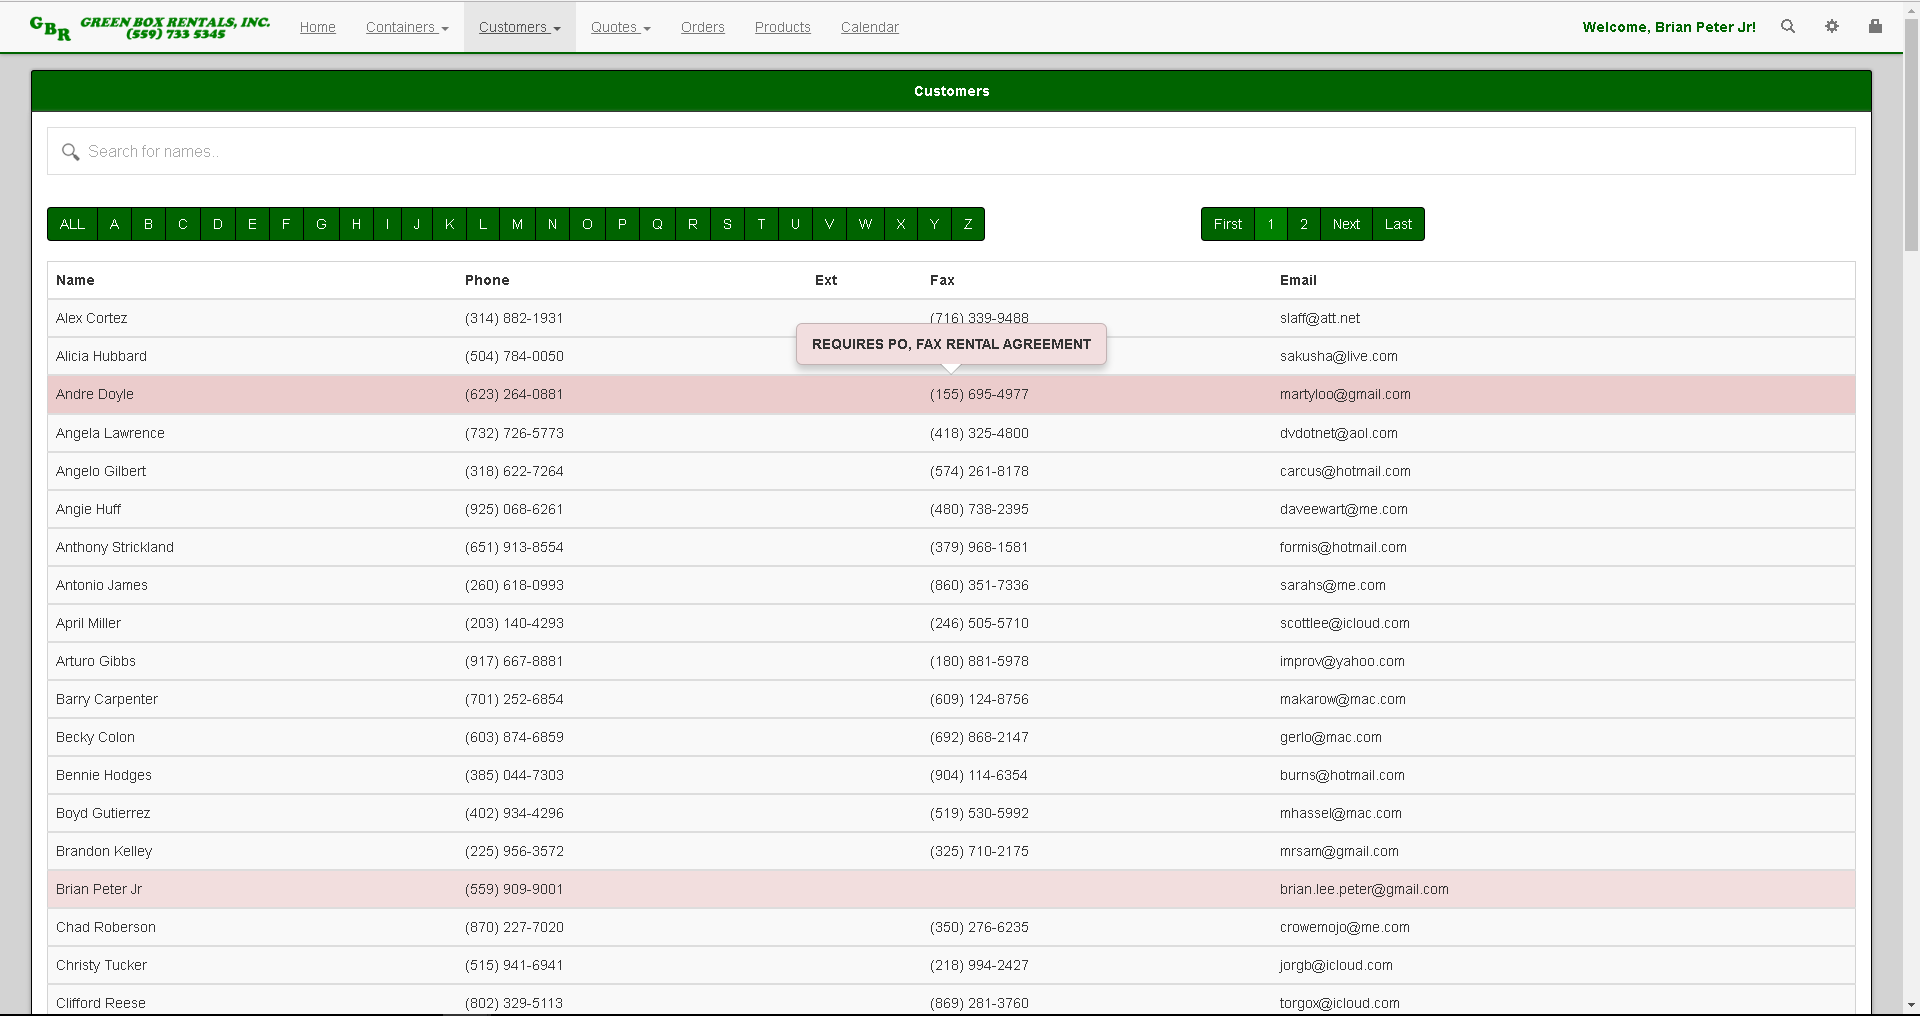 GBR GREEN BOX RENTALS, INC.
(559) 733 5345
Home Containers Customers Quotes Orders Products Calendar Welcome, Brian Peter Jr!
Customers
Search for names..
ALL A B C D E F G H I J K L M N O P Q R S T U V W X Y Z First 1 2 Next Last
Name Phone Ext Fax Email
Alex Cortez (314) 882-1931 (716) 339-9488 slaff@att.net
REQUIRES PO, FAX RENTAL AGREEMENT
Alicia Hubbard (504) 784-0050 sakusha@live.com
Andre Doyle (623) 264-0881 (155) 695-4977 martyloo@gmail.com
Angela Lawrence (732) 726-5773 (418) 325-4800 dvdotnet@aol.com
Angelo Gilbert (318) 622-7264 (574) 261-8178 carcus@hotmail.com
Angie Huff (925) 068-6261 (480) 738-2395 daveewart@me.com
Anthony Strickland (651) 913-8554 (379) 968-1581 formis@hotmail.com
Antonio James (260) 618-0993 (860) 351-7336 sarahs@me.com
April Miller (203) 140-4293 (246) 505-5710 scottlee@icloud.com
Arturo Gibbs (917) 667-8881 (180) 881-5978 improv@yahoo.com
Barry Carpenter (701) 252-6854 (609) 124-8756 makarow@mac.com
Becky Colon (603) 874-6859 (692) 868-2147 gerlo@mac.com
Bennie Hodges (385) 044-7303 (904) 114-6354 burns@hotmail.com
Boyd Gutierrez (402) 934-4296 (519) 530-5992 mhassel@mac.com
Brandon Kelley (225) 956-3572 (325) 710-2175 mrsam@gmail.com
Brian Peter Jr (559) 909-9001 brian.lee.peter@gmail.com
Chad Roberson (870) 227-7020 (350) 276-6235 crowemojo@me.com
Christy Tucker (515) 941-6941 (218) 994-2427 jorgb@icloud.com
Clifford Reese (802) 329-5113 (869) 281-3760 torgox@icloud.com